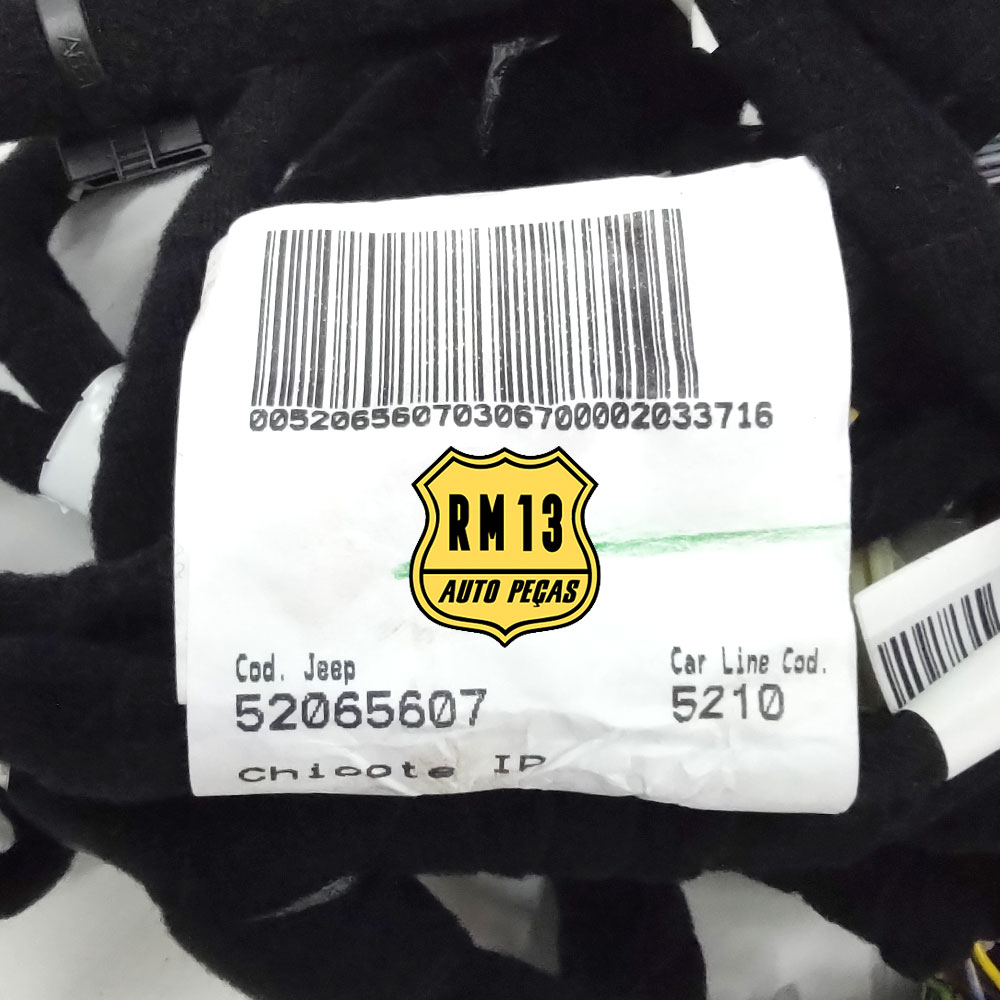 00520656070306700002033716
RM13
AUTO PEÇAS
Cod. Jeep
52065607
Car Line Cod.
5210
Chicote IP